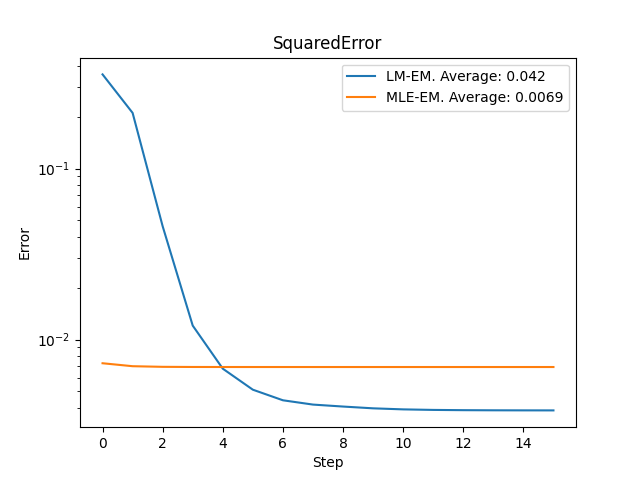 SquaredError
LM-EM. Average: 0.042
MLE-EM. Average: 0.0069
10⁻¹
10⁻²
Error
0 2 4 6 8 10 12 14
Step